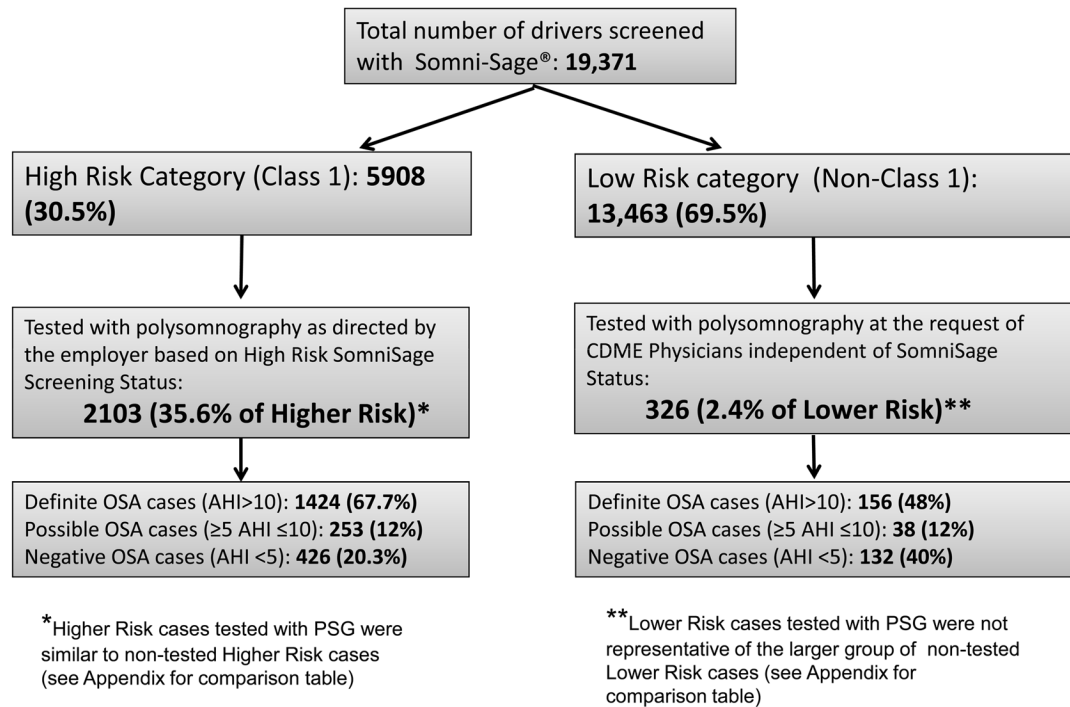 Total number of drivers screened
with Somni-Sage®: 19,371
High Risk Category (Class 1): 5908
(30.5%)
Low Risk category (Non-Class 1):
13,463 (69.5%)
Tested with polysomnography as directed by
the employer based on High Risk SomniSage
Screening Status:
2103 (35.6% of Higher Risk)*
Tested with polysomnography at the request of
CDME Physicians independent of SomniSage
Status:
326 (2.4% of Lower Risk)**
Definite OSA cases (AHI>10): 1424 (67.7%)
Possible OSA cases (≥5 AHI ≤10): 253 (12%)
Negative OSA cases (AHI <5): 426 (20.3%)
Definite OSA cases (AHI>10): 156 (48%)
Possible OSA cases (≥5 AHI ≤10): 38 (12%)
Negative OSA cases (AHI <5): 132 (40%)
*Higher Risk cases tested with PSG were
similar to non-tested Higher Risk cases
(see Appendix for comparison table)
**Lower Risk cases tested with PSG were not
representative of the larger group of non-tested
Lower Risk cases (see Appendix for
comparison table)